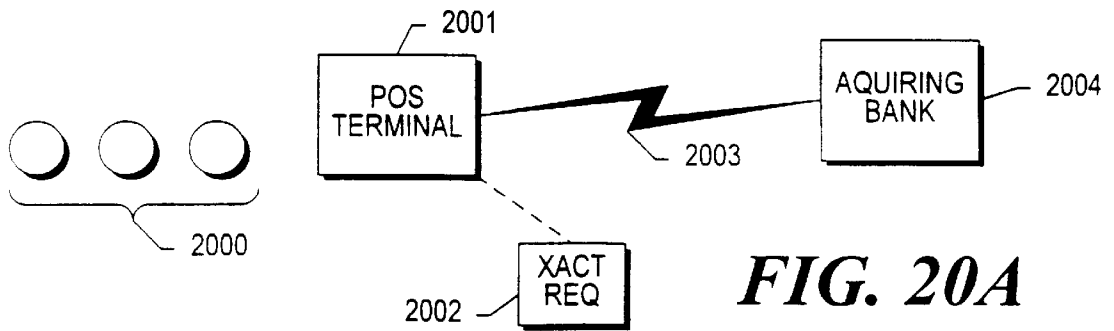 2001
POS
TERMINAL
AQUIRING
BANK
2004
2003
2000
XACT
REQ
2002
FIG. 20A